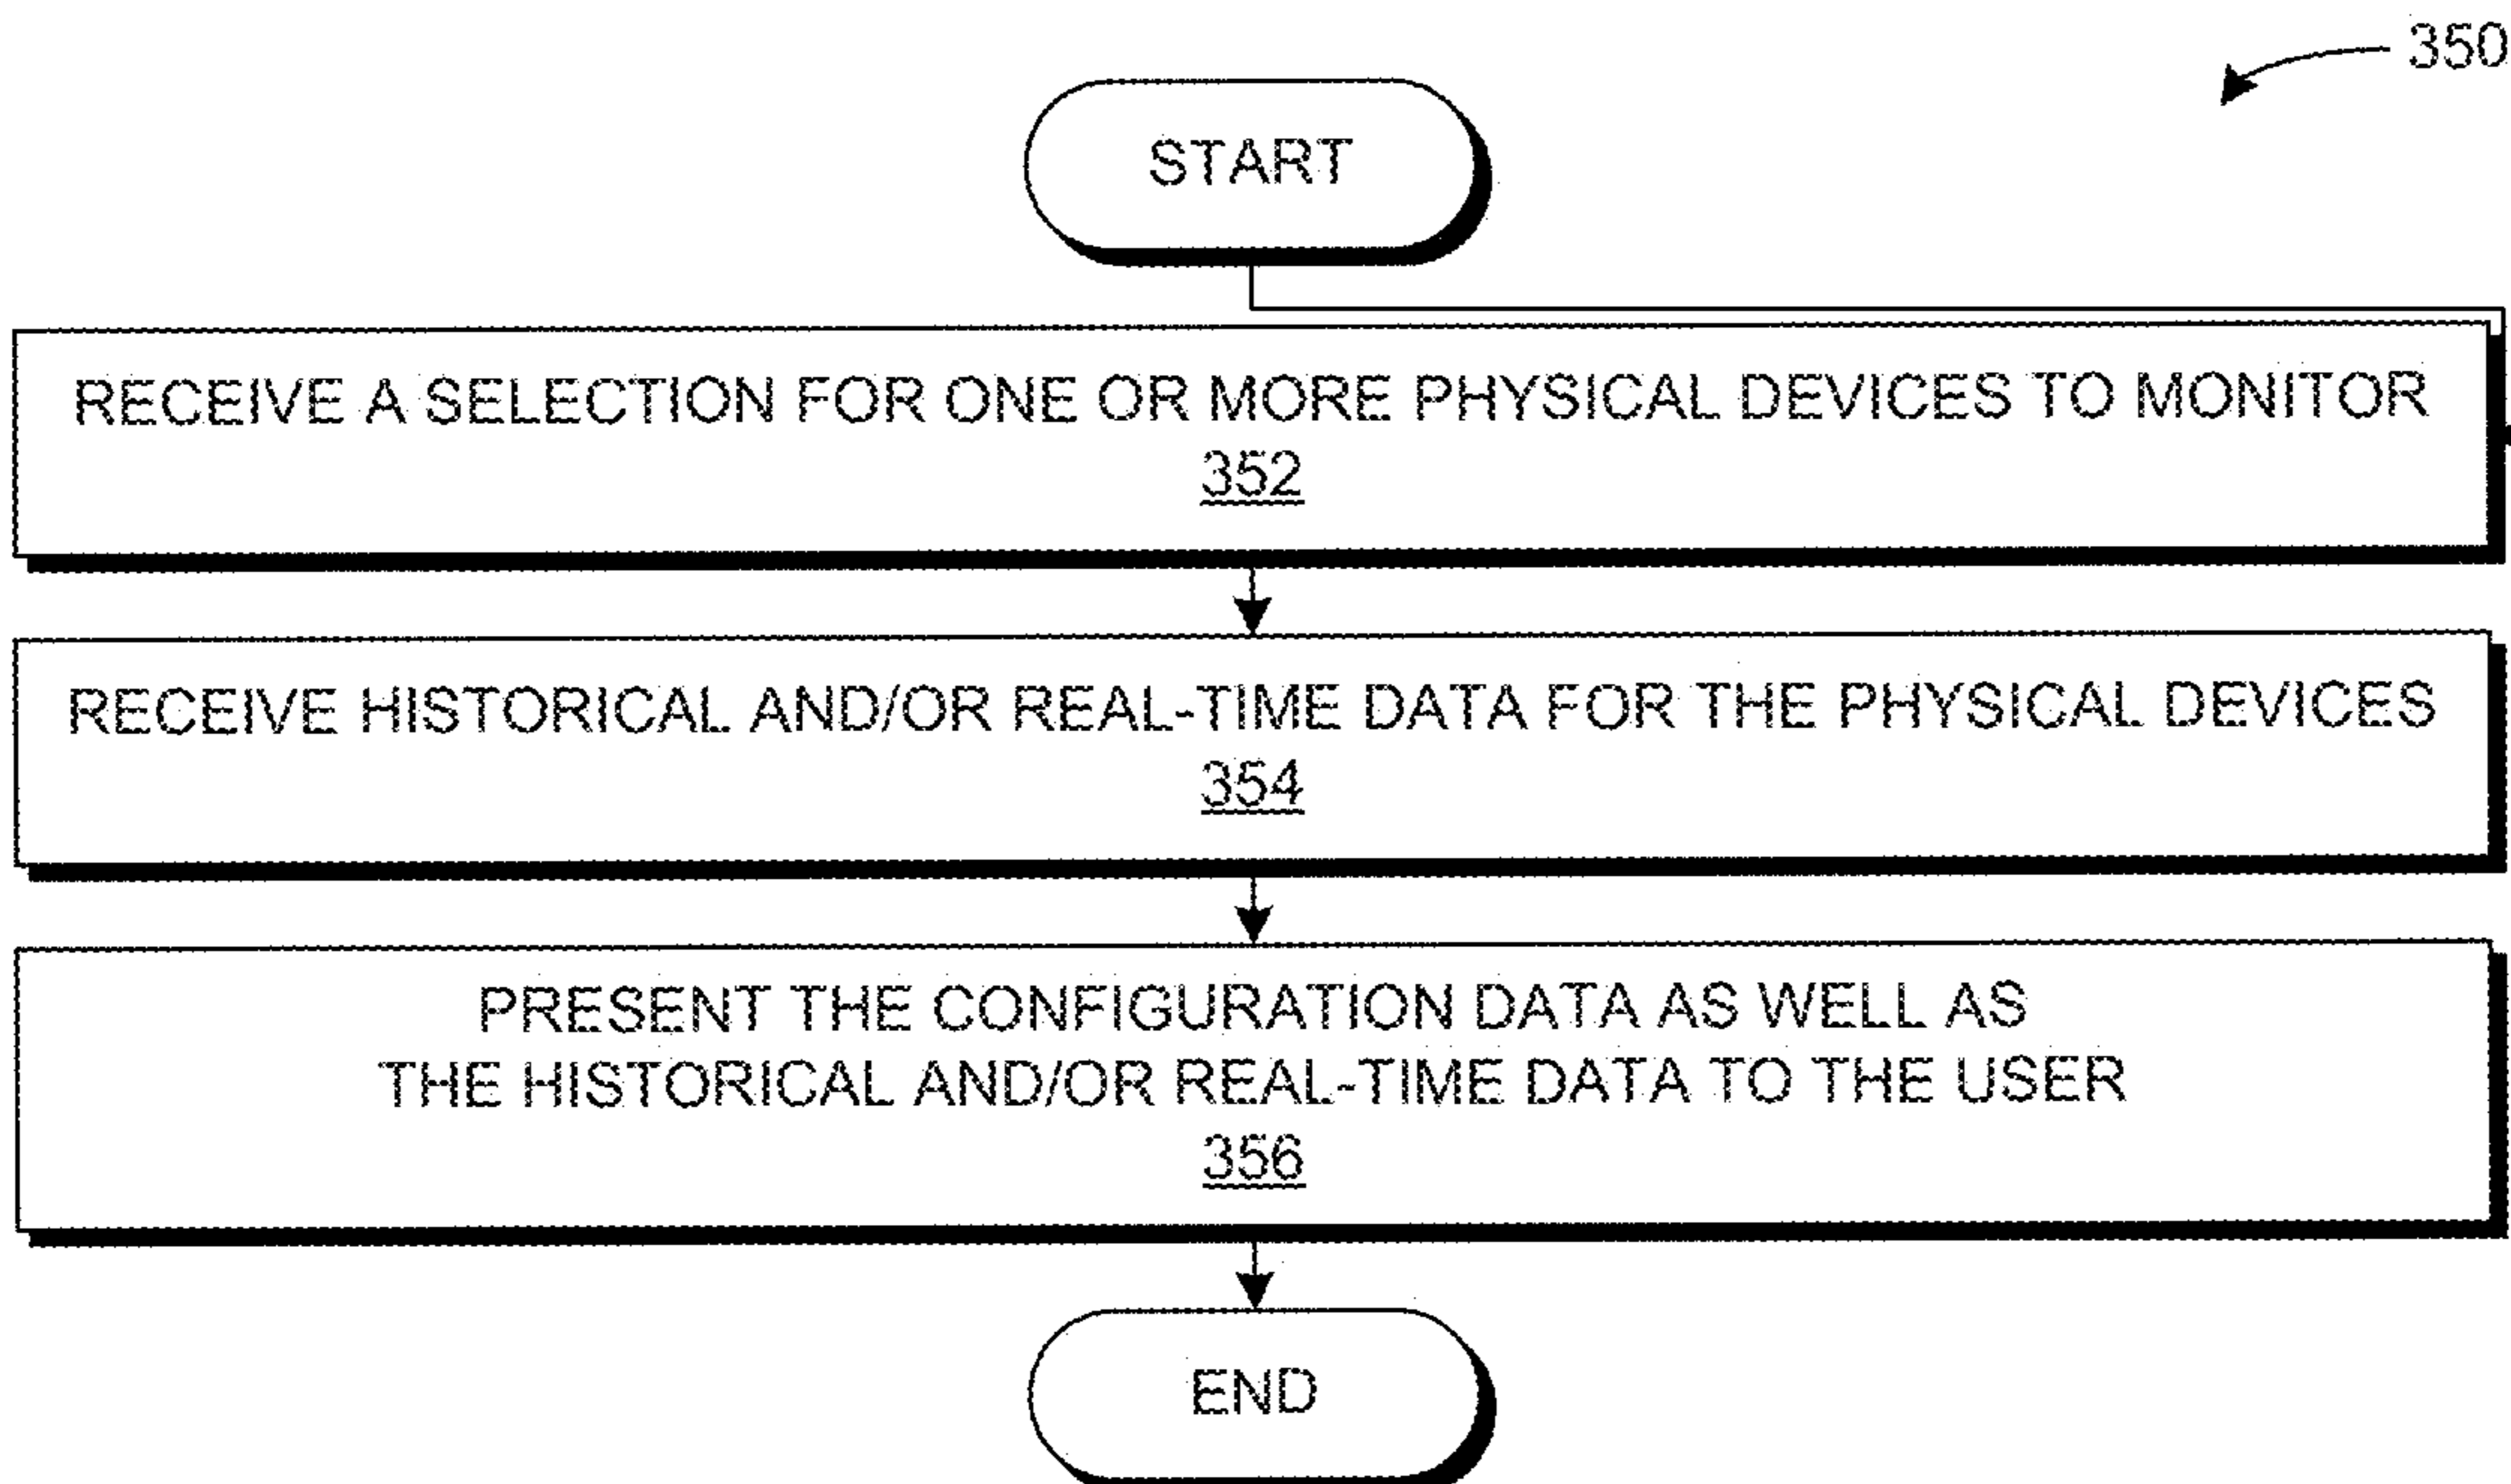 350
START
RECEIVE A SELECTION FOR ONE OR MORE PHYSICAL DEVICES TO MONITOR
352
RECEIVE HISTORICAL AND/OR REAL-TIME DATA FOR THE PHYSICAL DEVICES
354
PRESENT THE CONFIGURATION DATA AS WELL AS
THE HISTORICAL AND/OR REAL-TIME DATA TO THE USER
356
END